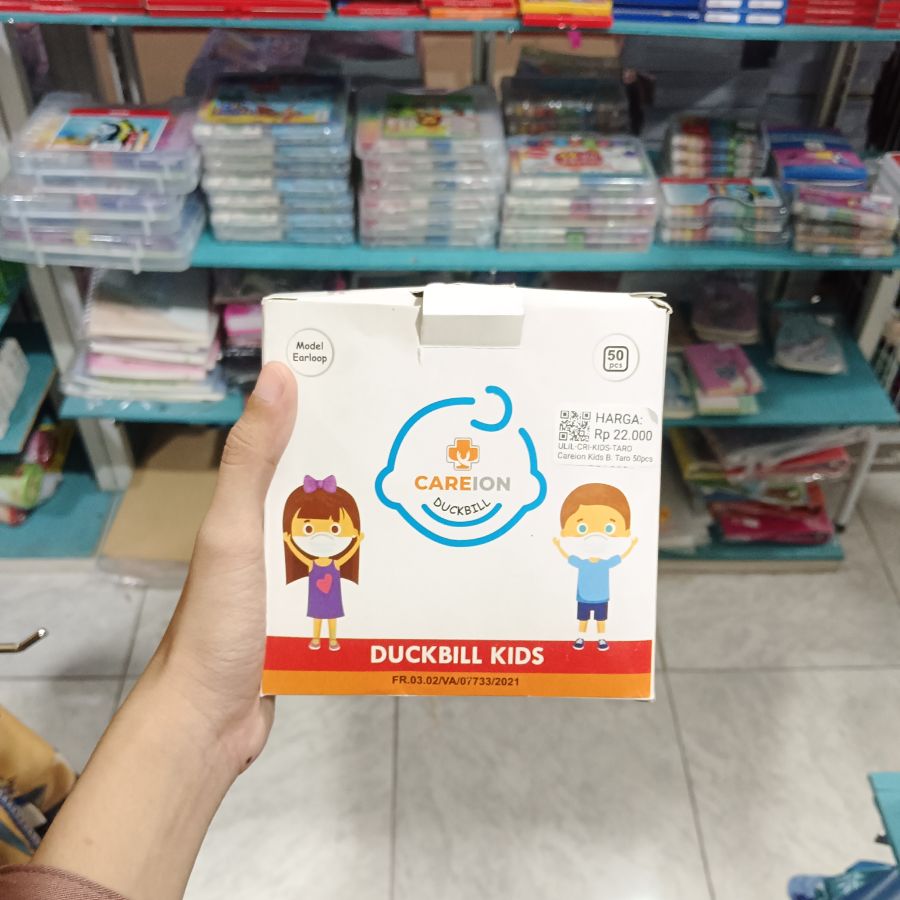 Model
Earloop
50
pcs
HARGA:
Rp 22.000
ULIL-CRI-KIDS-TARO
Careion Kids B. Taro 50pcs
CAREION
DUCKBILL
DUCKBILL KIDS
FR.03.02/VA/07733/2021